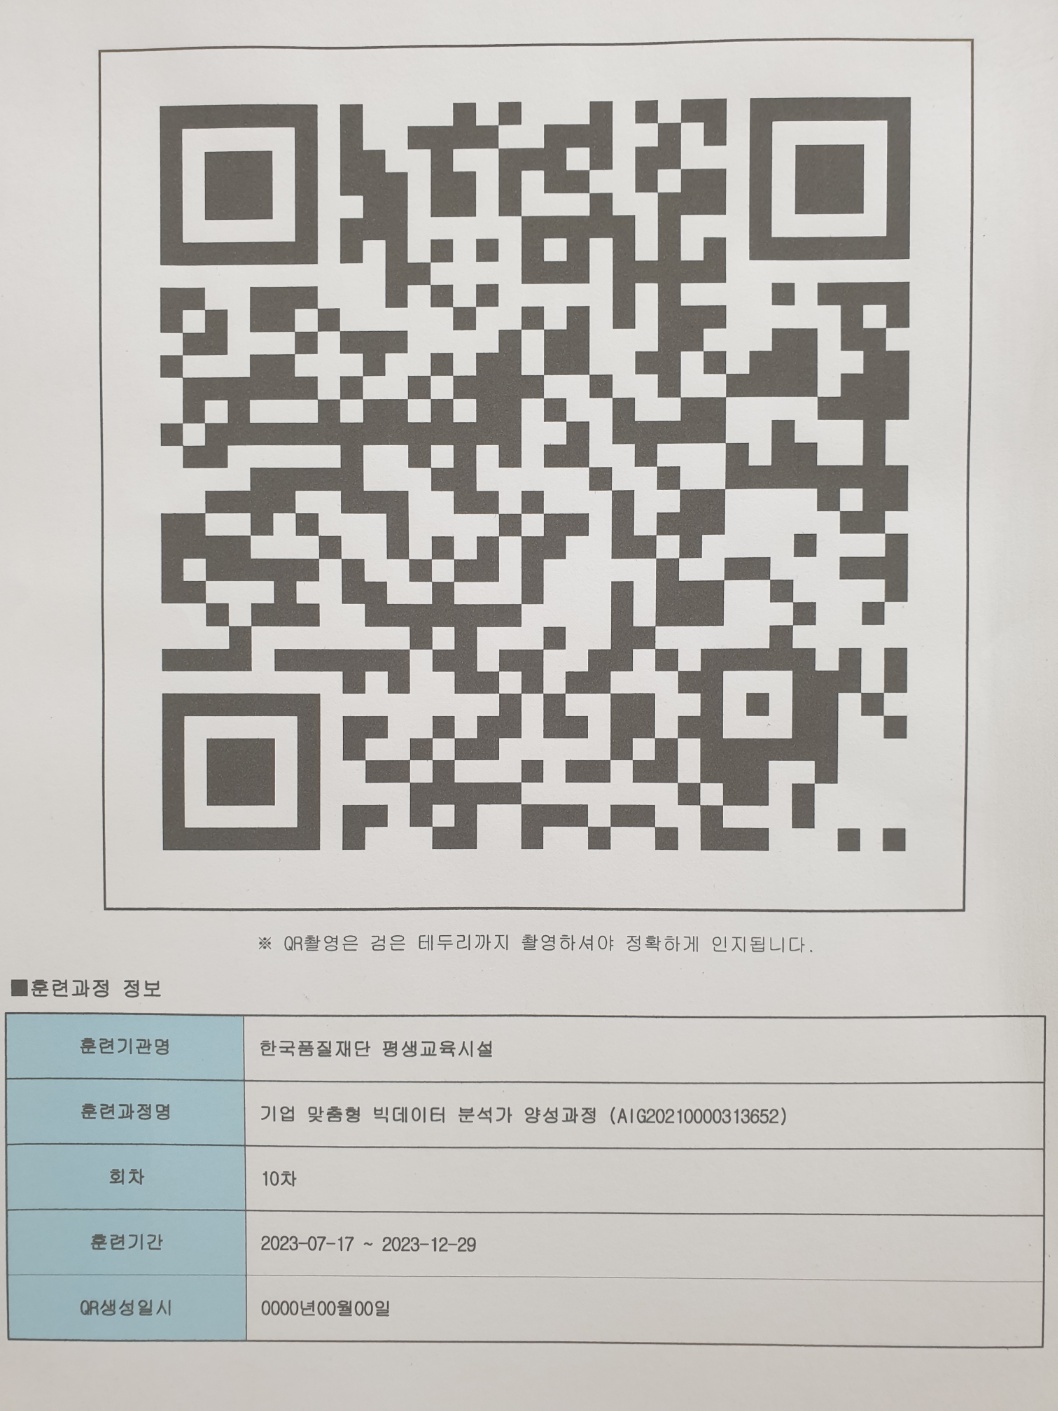 ※ QR촬영은 검은 테두리까지 촬영하셔야 정확하게 인지됩니다.
■훈련과정 정보
훈련기관명 한국품질재단 평생교육시설
훈련과정명 기업 맞춤형 빅데이터 분석가 양성과정 (AIG20210000313652)
회차 10차
훈련기간 2023-07-17 ~ 2023-12-29
QR생성일시 0000년00월00일